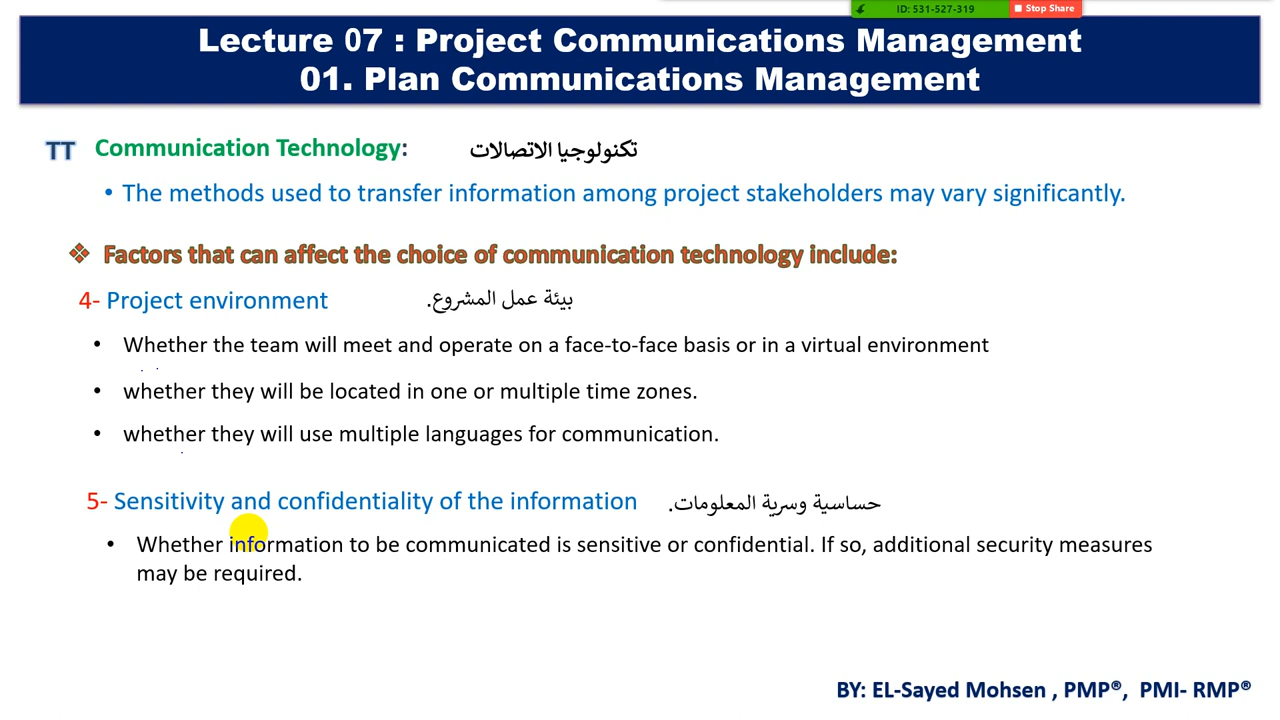 ID: 531-527-319 Stop Share
Lecture 07 : Project Communications Management
01. Plan Communications Management
TT Communication Technology: تكنولوجيا الاتصالات
• The methods used to transfer information among project stakeholders may vary significantly.
❖ Factors that can affect the choice of communication technology include:
4- Project environment بيئة عمل المشروع.
• Whether the team will meet and operate on a face-to-face basis or in a virtual environment
• whether they will be located in one or multiple time zones.
• whether they will use multiple languages for communication.
5- Sensitivity and confidentiality of the information حساسية وسرية المعلومات.
• Whether information to be communicated is sensitive or confidential. If so, additional security measures
may be required.
BY: EL-Sayed Mohsen , PMP®, PMI- RMP®